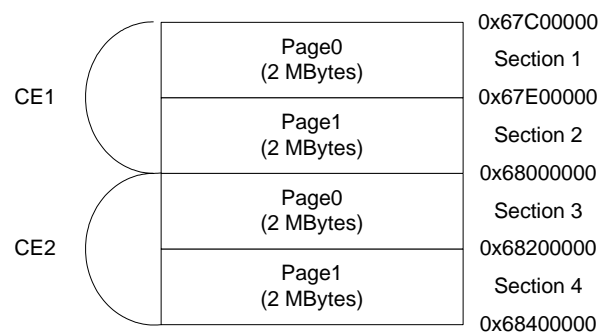 0x67C00000
Page0
(2 MBytes)
Section 1
CE1
0x67E00000
Page1
(2 MBytes)
Section 2
0x68000000
Page0
(2 MBytes)
Section 3
CE2
0x68200000
Page1
(2 MBytes)
Section 4
0x68400000